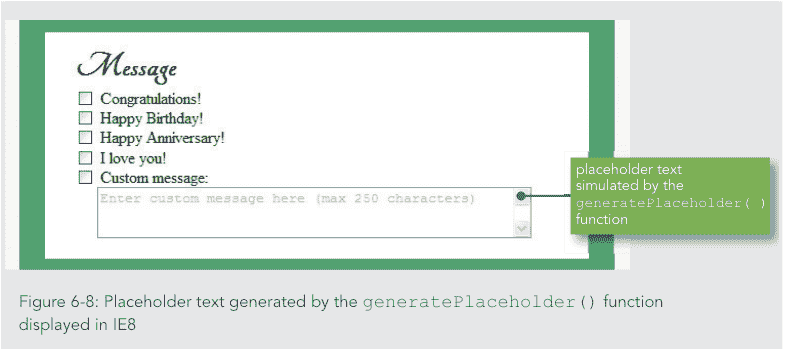 Message
Congratulations!
Happy Birthday!
Happy Anniversary!
I love you!
Custom message:
Enter custom message here (max 250 characters)
placeholder text
simulated by the
generatePlaceholder( )
function
Figure 6-8: Placeholder text generated by the generatePlaceholder() function
displayed in IE8